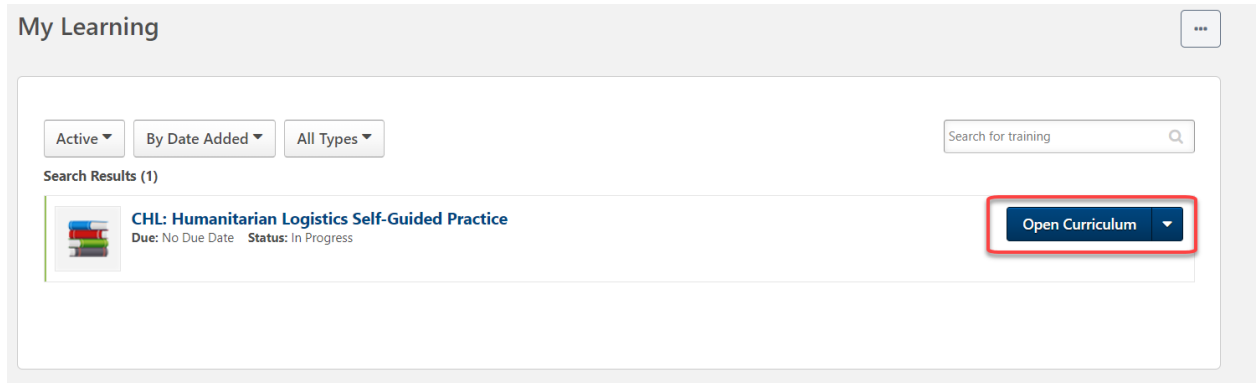 My Learning
...
Active
By Date Added
All Types
Search for training
Search Results (1)
CHL: Humanitarian Logistics Self-Guided Practice
Due: No Due Date Status: In Progress
Open Curriculum